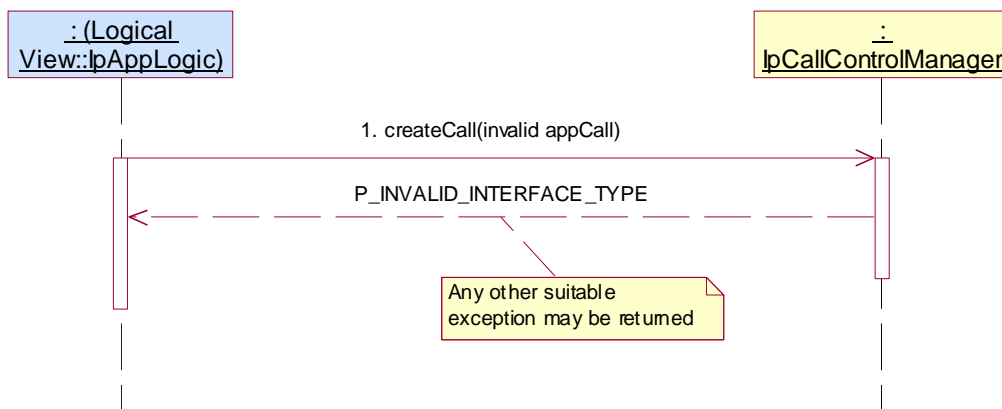 : (Logical
View::IpAppLogic)
:
IpCallControlManager
1. createCall(invalid appCall)
P_INVALID_INTERFACE_TYPE
Any other suitable
exception may be returned